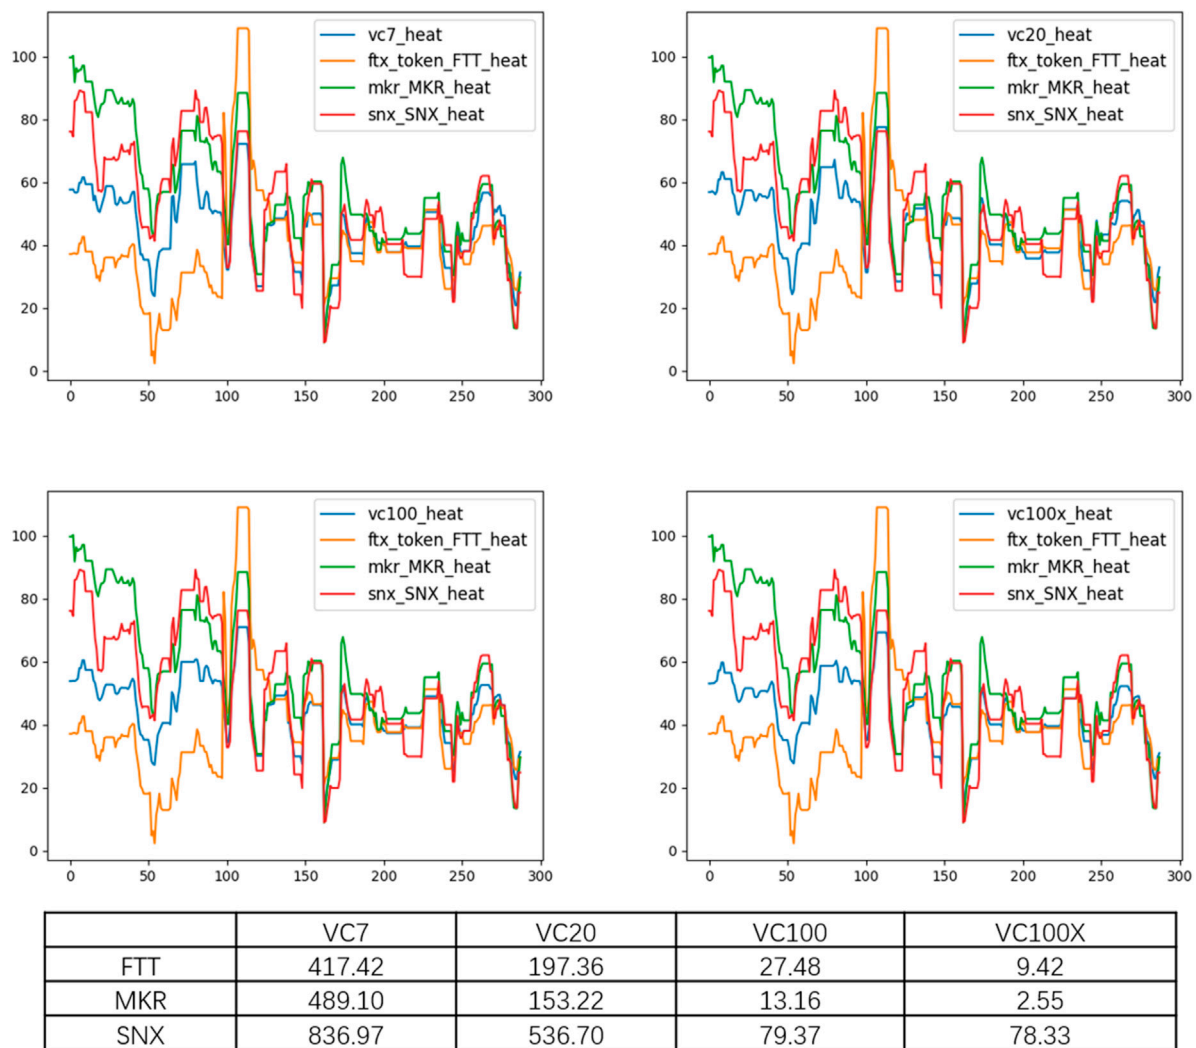 vc7_heat
ftx_token_FTT_heat
mkr_MKR_heat
snx_SNX_heat
100
80
60
40
20
0
0 50 100 150 200 250 300
vc20_heat
ftx_token_FTT_heat
mkr_MKR_heat
snx_SNX_heat
100
80
60
40
20
0
0 50 100 150 200 250 300
vc100_heat
ftx_token_FTT_heat
mkr_MKR_heat
snx_SNX_heat
100
80
60
40
20
0
0 50 100 150 200 250 300
vc100x_heat
ftx_token_FTT_heat
mkr_MKR_heat
snx_SNX_heat
100
80
60
40
20
0
0 50 100 150 200 250 300
VC7 VC20 VC100 VC100X
FTT 417.42 197.36 27.48 9.42
MKR 489.10 153.22 13.16 2.55
SNX 836.97 536.70 79.37 78.33